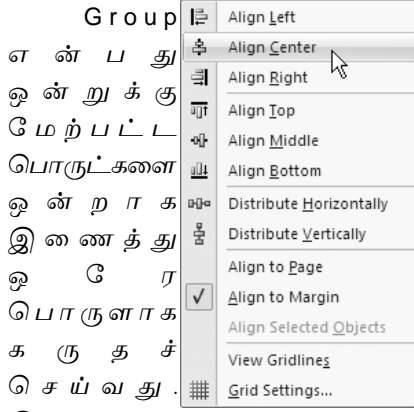 Group
என்பது
ஒன்றுக்கு
மேற்பட்ட
பொருட்களை
ஒன்றாக
இணைத்து
ஒரே
பொருளாக
கருதச்
செய்வது.
Align Left
Align Center
Align Right
Align Top
Align Middle
Align Bottom
Distribute Horizontally
Distribute Vertically
Align to Page
Align to Margin
Align Selected Objects
View Gridlines
Grid Settings...